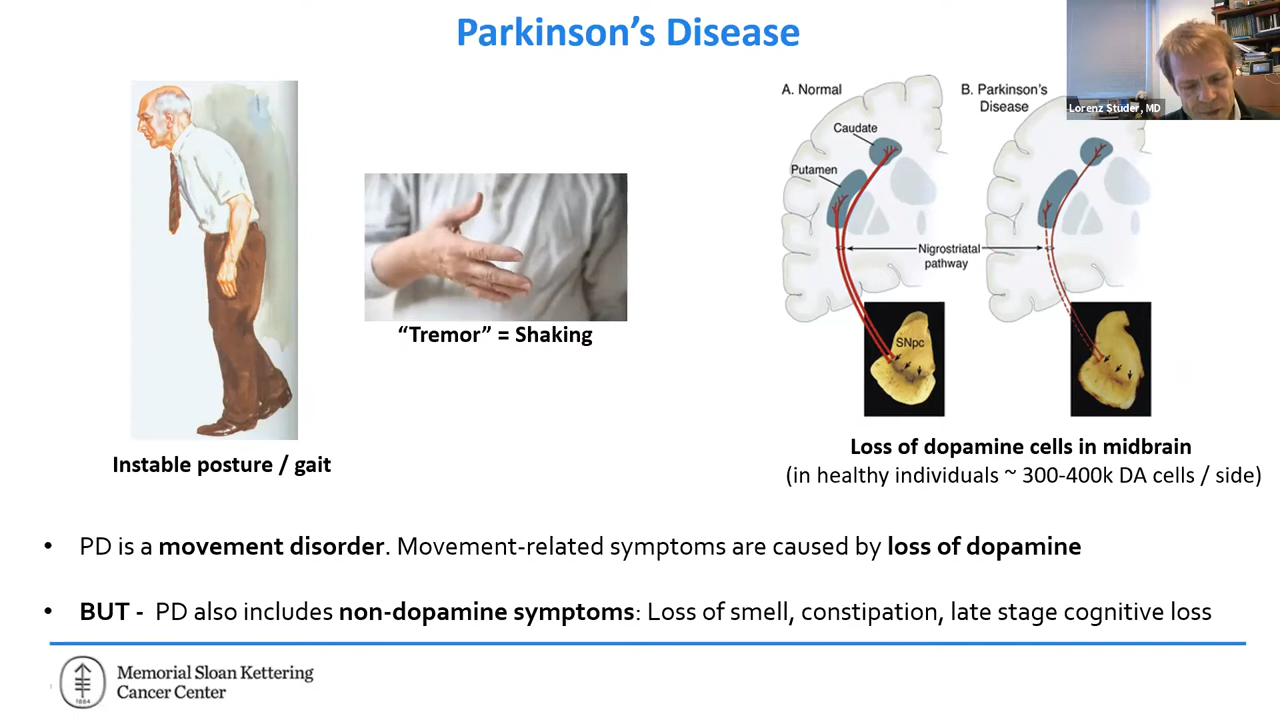 Parkinson’s Disease
Lorenz Studer, MD
A. Normal
B. Parkinson’s
Disease
Caudate
Putamen
Nigrostriatal
pathway
SNpc
“Tremor” = Shaking
Instable posture / gait
Loss of dopamine cells in midbrain
(in healthy individuals ~ 300-400k DA cells / side)
• PD is a movement disorder. Movement-related symptoms are caused by loss of dopamine
• BUT - PD also includes non-dopamine symptoms: Loss of smell, constipation, late stage cognitive loss
Memorial Sloan Kettering
Cancer Center
1884